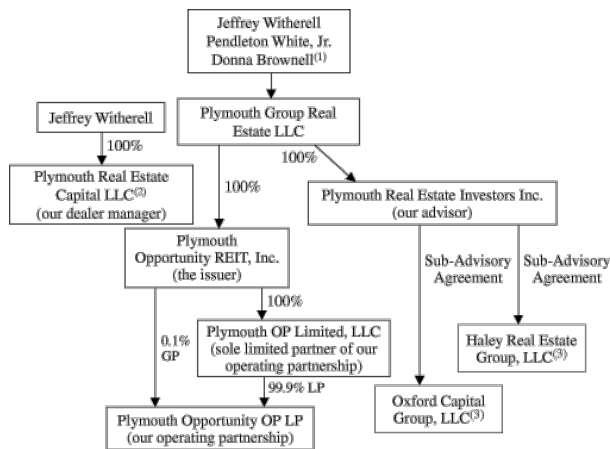 Jeffrey Witherell
Pendleton White, Jr.
Donna Brownell(1)
Jeffrey Witherell
Plymouth Group Real
Estate LLC
100%
100%
100%
Plymouth Real Estate
Capital LLC(2)
(our dealer manager)
Plymouth Real Estate Investors Inc.
(our advisor)
Plymouth
Opportunity REIT, Inc.
(the issuer)
Sub-Advisory
Agreement
Sub-Advisory
Agreement
100%
0.1%
GP
Plymouth OP Limited, LLC
(sole limited partner of our
operating partnership)
Haley Real Estate
Group, LLC(3)
99.9% LP
Oxford Capital
Group, LLC(3)
Plymouth Opportunity OP LP
(our operating partnership)